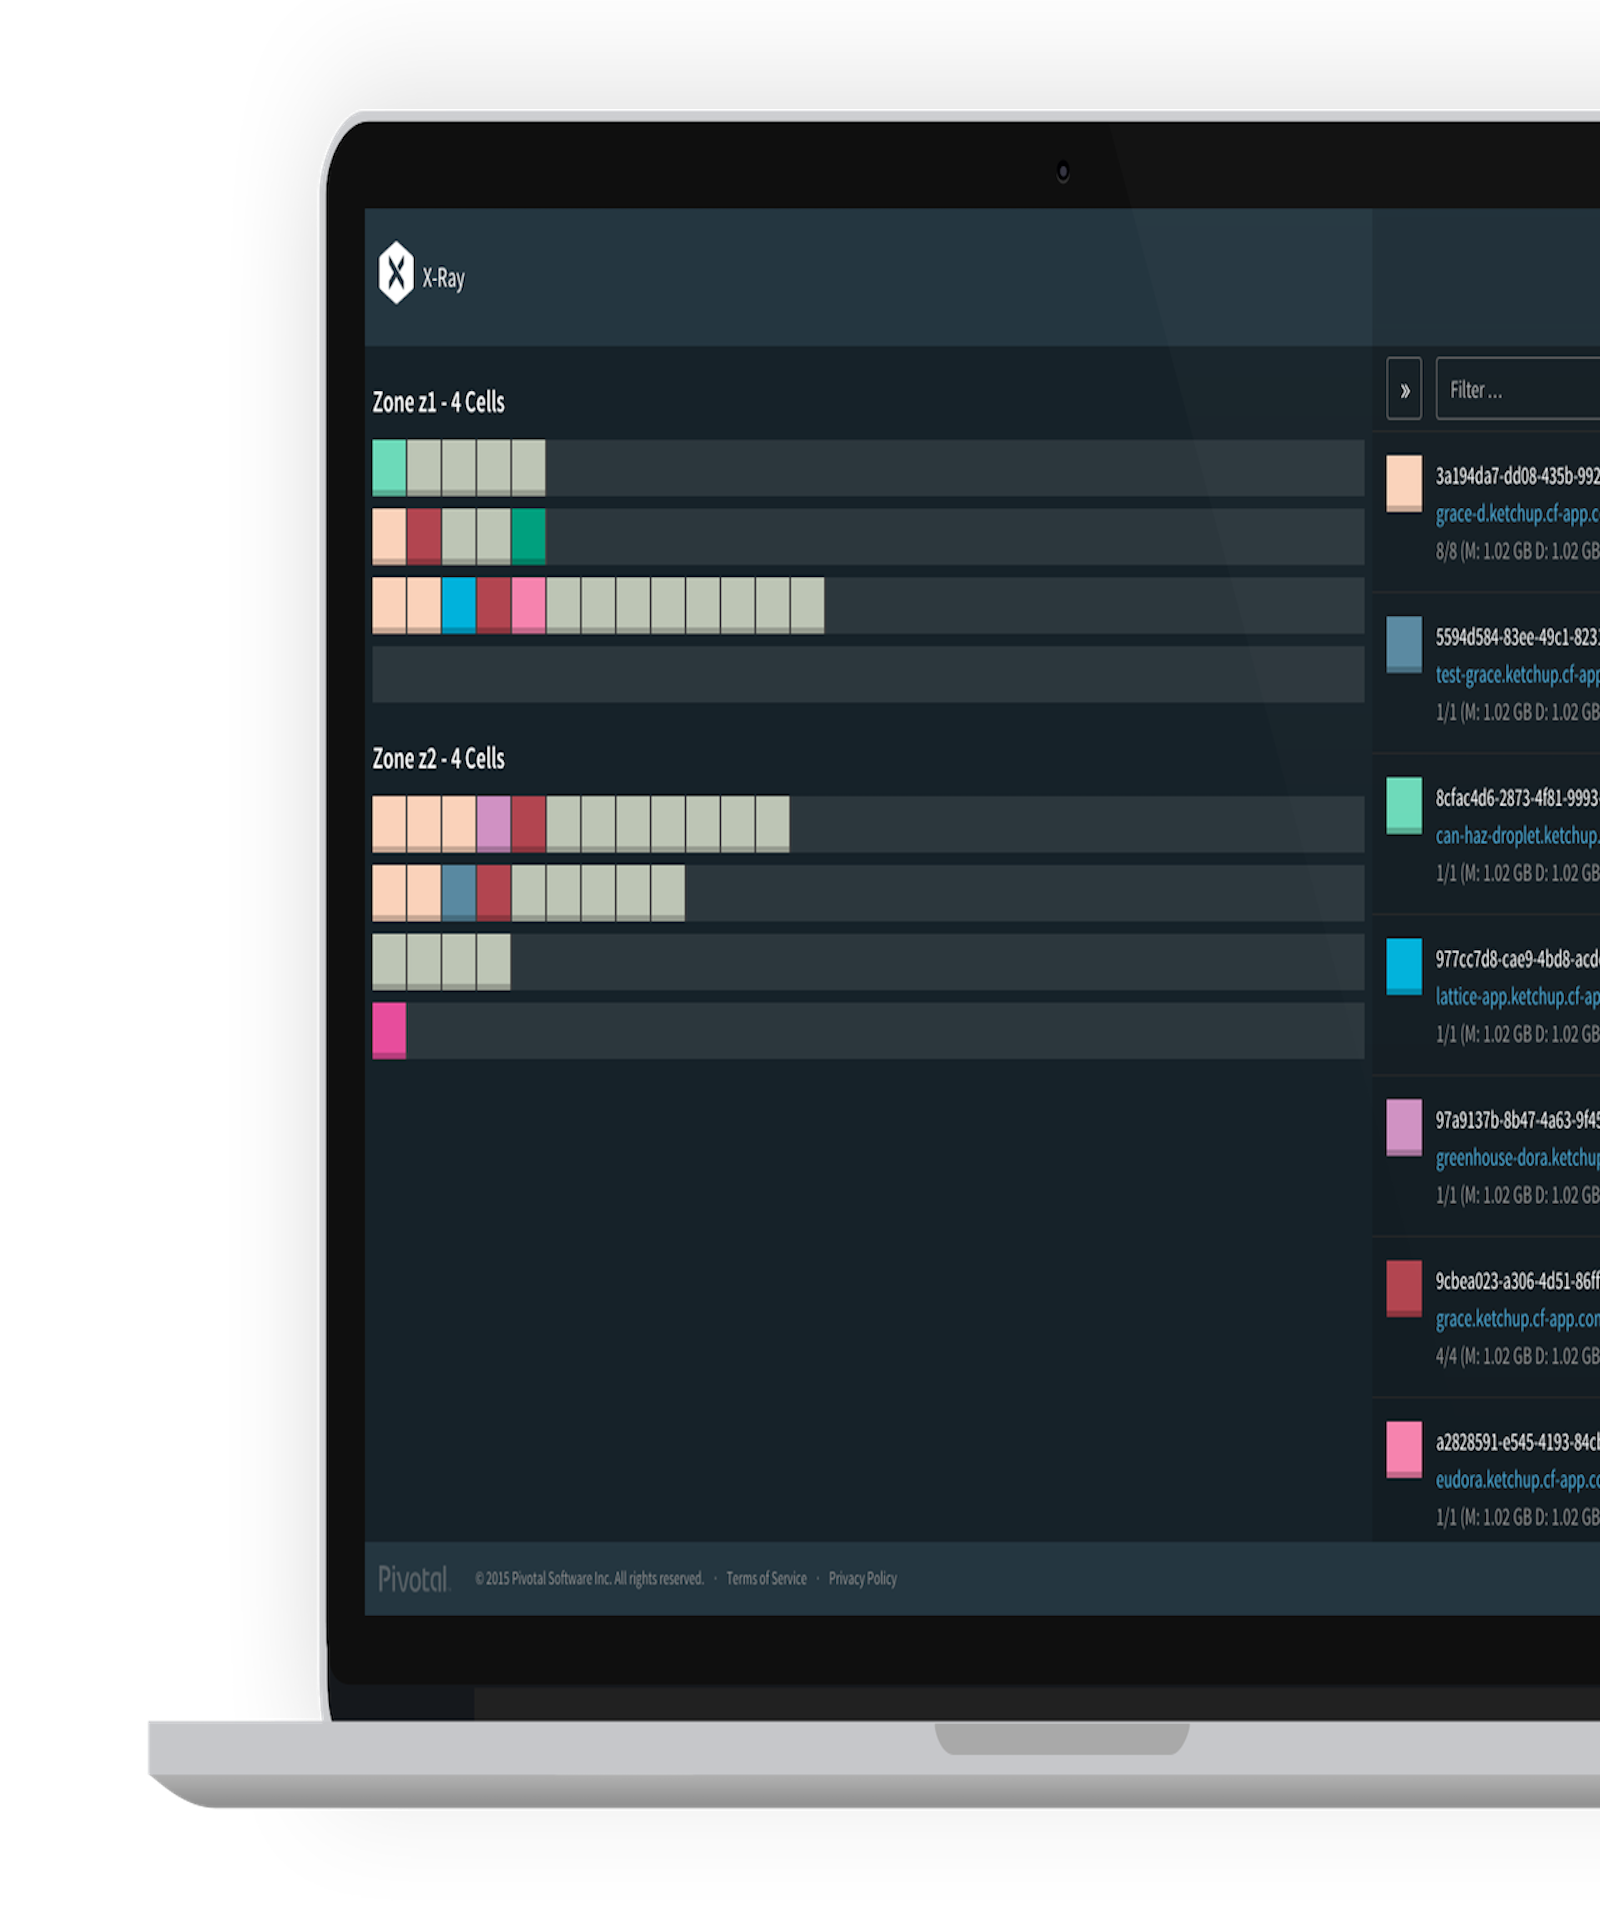 X-Ray
Zone z1 - 4 Cells
Zone z2 - 4 Cells
»
Filter ...
3a194da7-dd08-435b-992
grace-d.ketchup.cf-app.c
8/8 (M: 1.02 GB D: 1.02 GB
5594d584-83ee-49c1-823
test-grace.ketchup.cf-app
1/1 (M: 1.02 GB D: 1.02 GB
8cfac4d6-2873-4f81-9993-
can-haz-droplet.ketchup.
1/1 (M: 1.02 GB D: 1.02 GB
977cc7d8-cae9-4bd8-acd
lattice-app.ketchup.cf-ap
1/1 (M: 1.02 GB D: 1.02 GB
97a9137b-8b47-4a63-9f45
greenhouse-dora.ketchup
1/1 (M: 1.02 GB D: 1.02 GB
9cbea023-a306-4d51-86ff
grace.ketchup.cf-app.com
4/4 (M: 1.02 GB D: 1.02 GB
a2828591-e545-4193-84cb
eudora.ketchup.cf-app.co
1/1 (M: 1.02 GB D: 1.02 GB
Pivotal © 2015 Pivotal Software Inc. All rights reserved. · Terms of Service · Privacy Policy